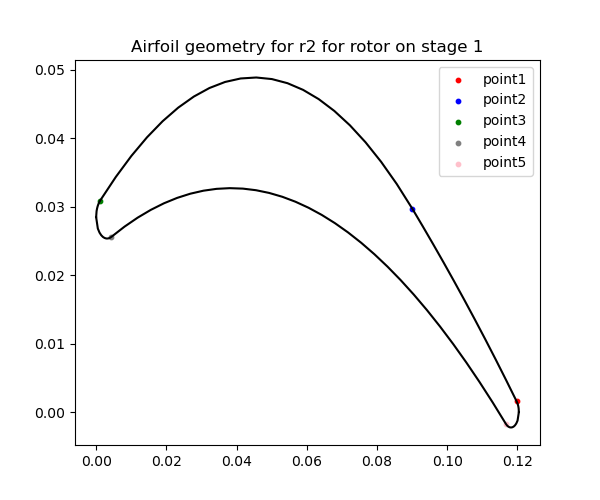 Airfoil geometry for r2 for rotor on stage 1
0.05
0.04
0.03
0.02
0.01
0.00
point1
point2
point3
point4
point5
0.00 0.02 0.04 0.06 0.08 0.10 0.12